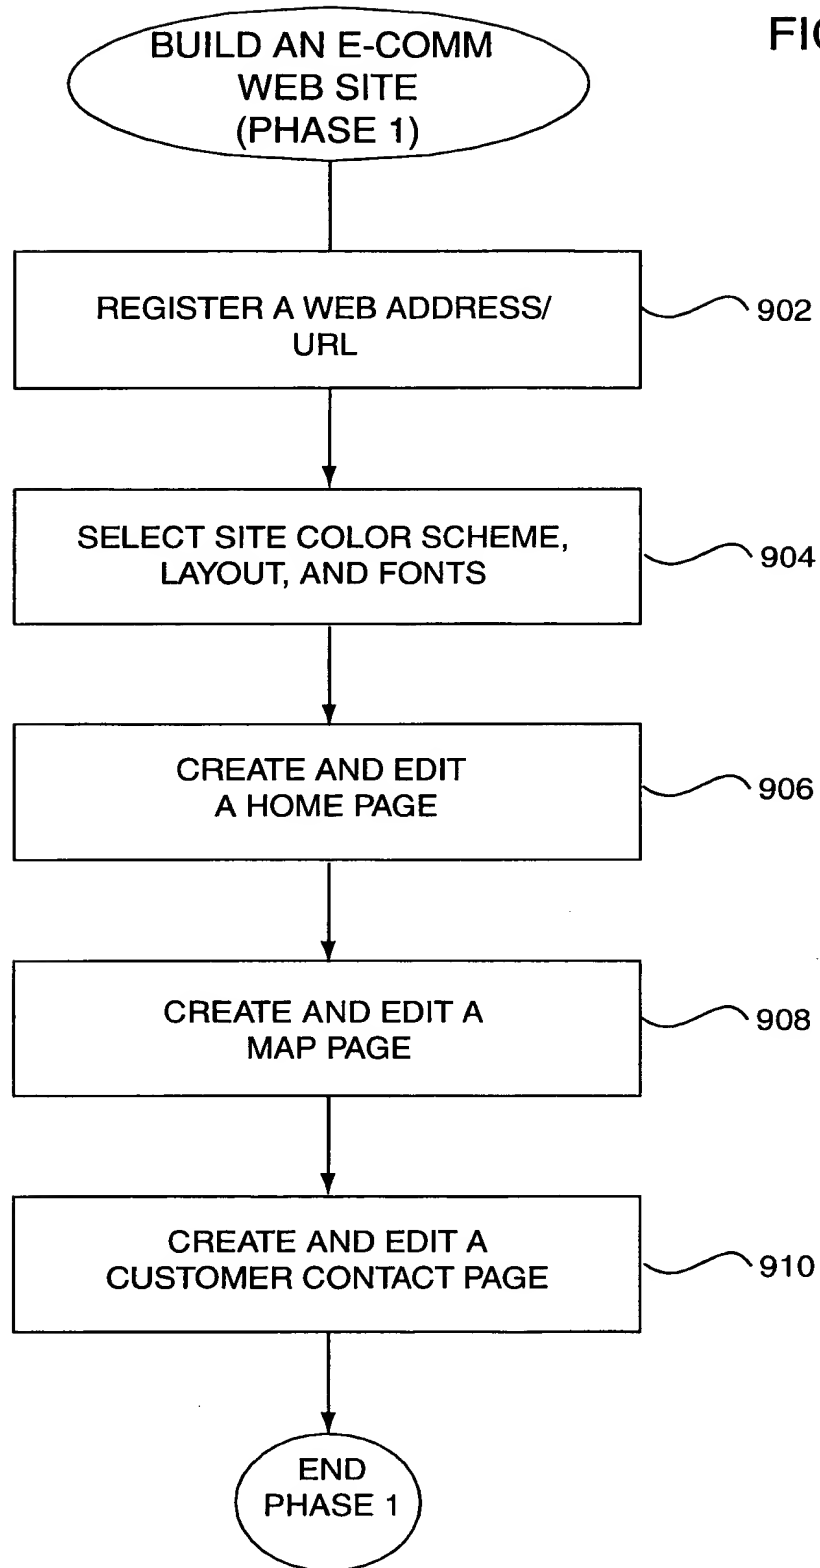 BUILD AN E-COMM
WEB SITE
(PHASE 1)
REGISTER A WEB ADDRESS/
URL
902
SELECT SITE COLOR SCHEME,
LAYOUT, AND FONTS
904
CREATE AND EDIT
A HOME PAGE
906
CREATE AND EDIT A
MAP PAGE
908
CREATE AND EDIT A
CUSTOMER CONTACT PAGE
910
END
PHASE 1